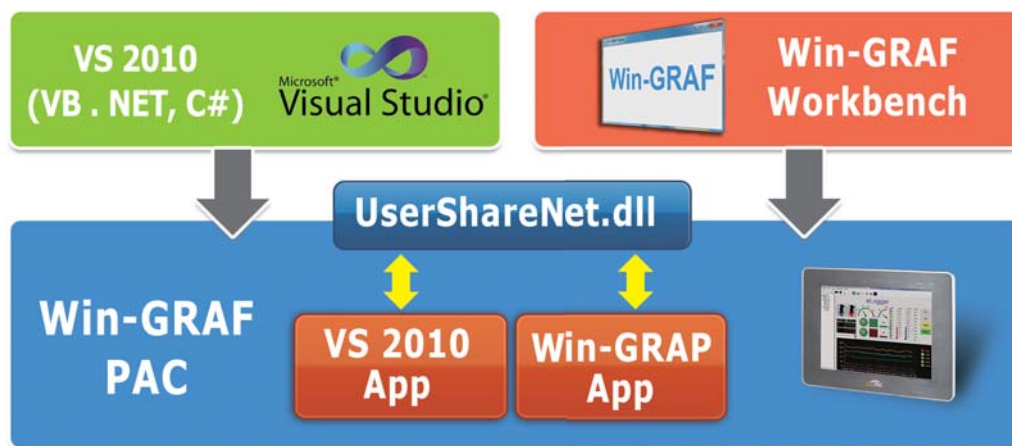 VS 2010
(VB . NET, C#)
Microsoft®
Visual Studio®
Win-GRAF
Win-GRAF
Workbench
UserShareNet.dll
Win-GRAF
PAC
VS 2010
App
Win-GRAP
App